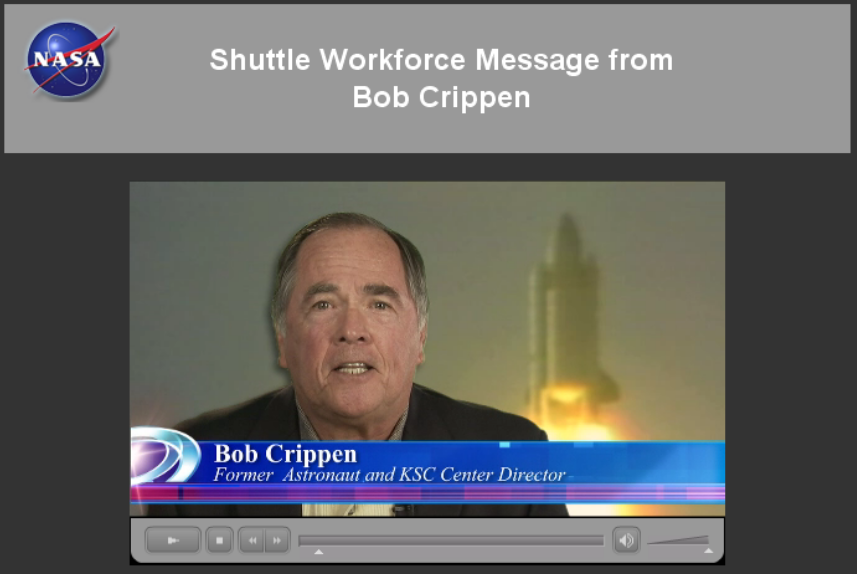 NASA
Shuttle Workforce Message from
Bob Crippen
Bob Crippen
Former Astronaut and KSC Center Director